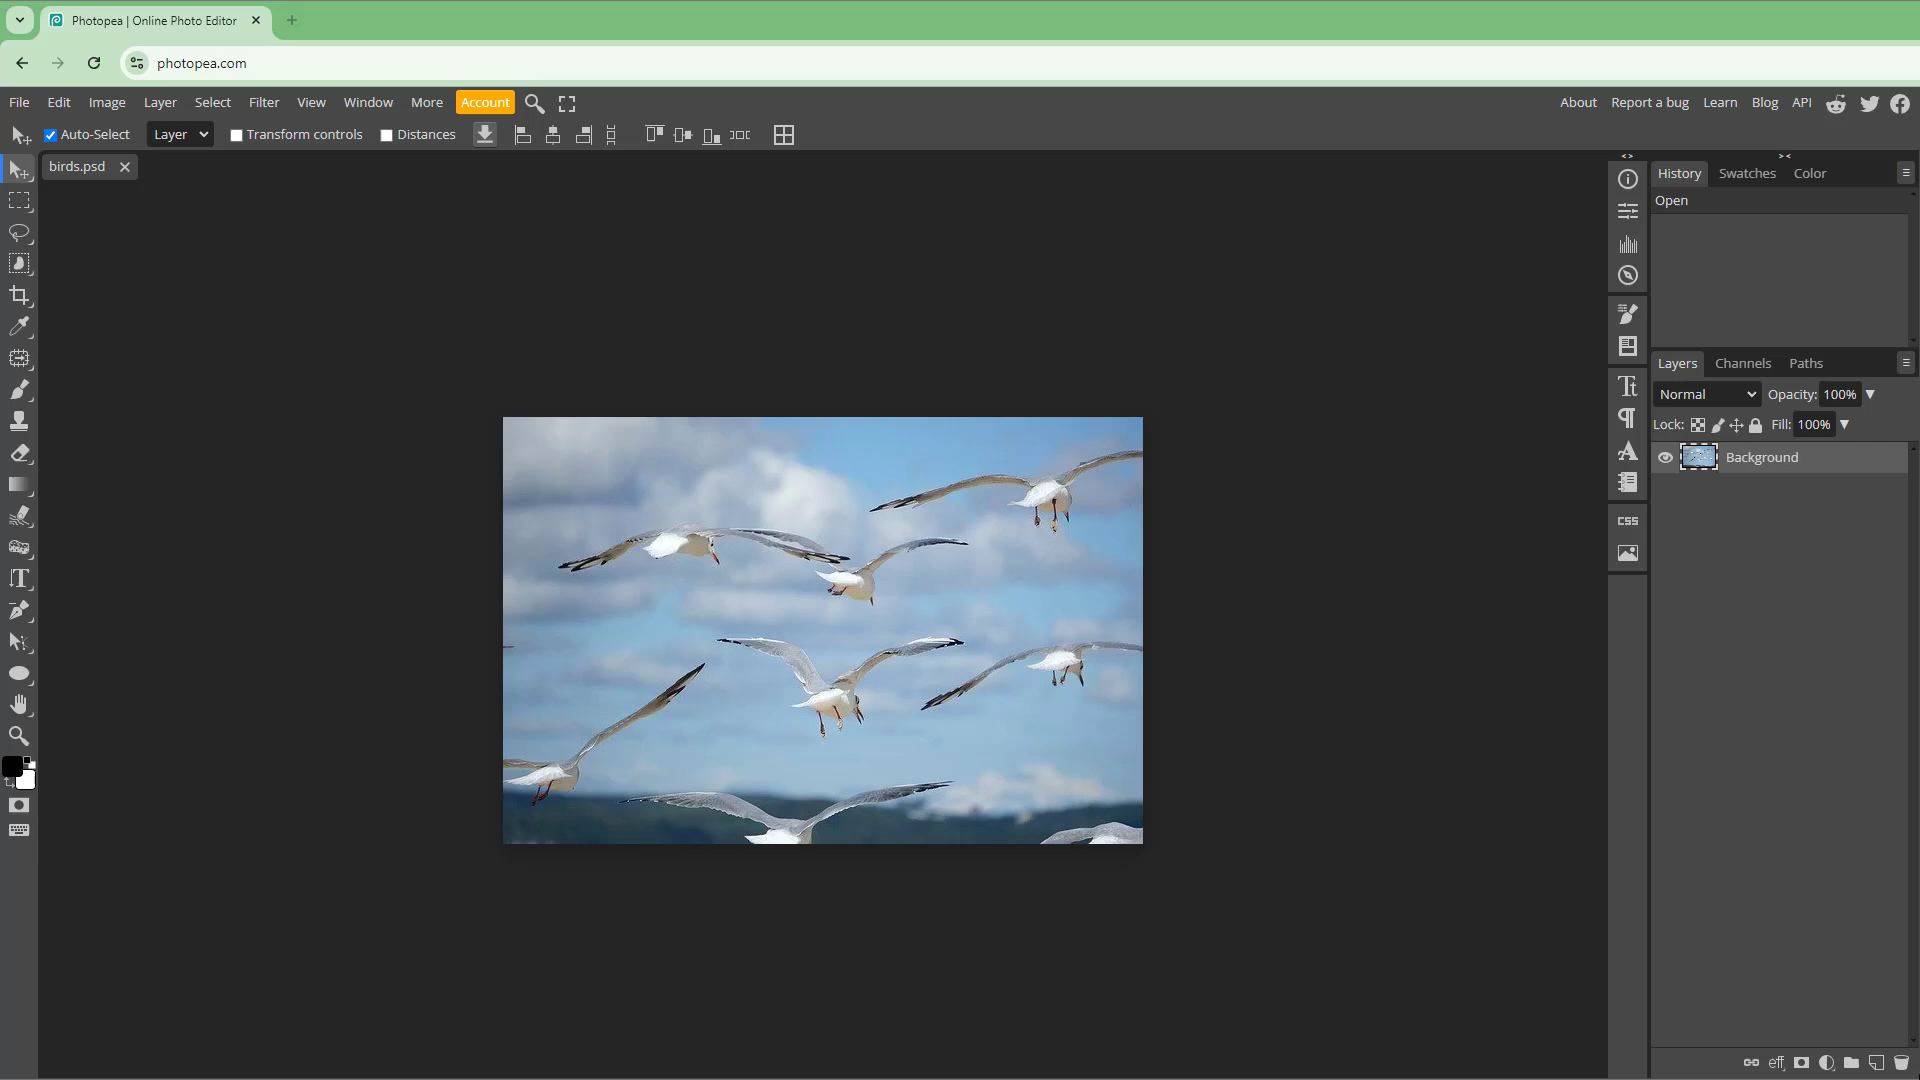 Photopea | Online Photo Editor
photopea.com
File Edit Image Layer Select Filter View Window More Account About Report a bug Learn Blog API
Auto-Select Layer Transform controls Distances
birds.psd
History Swatches Color
Open
Layers Channels Paths
Normal Opacity: 100%
Lock: Fill: 100%
Background
CSS
eff